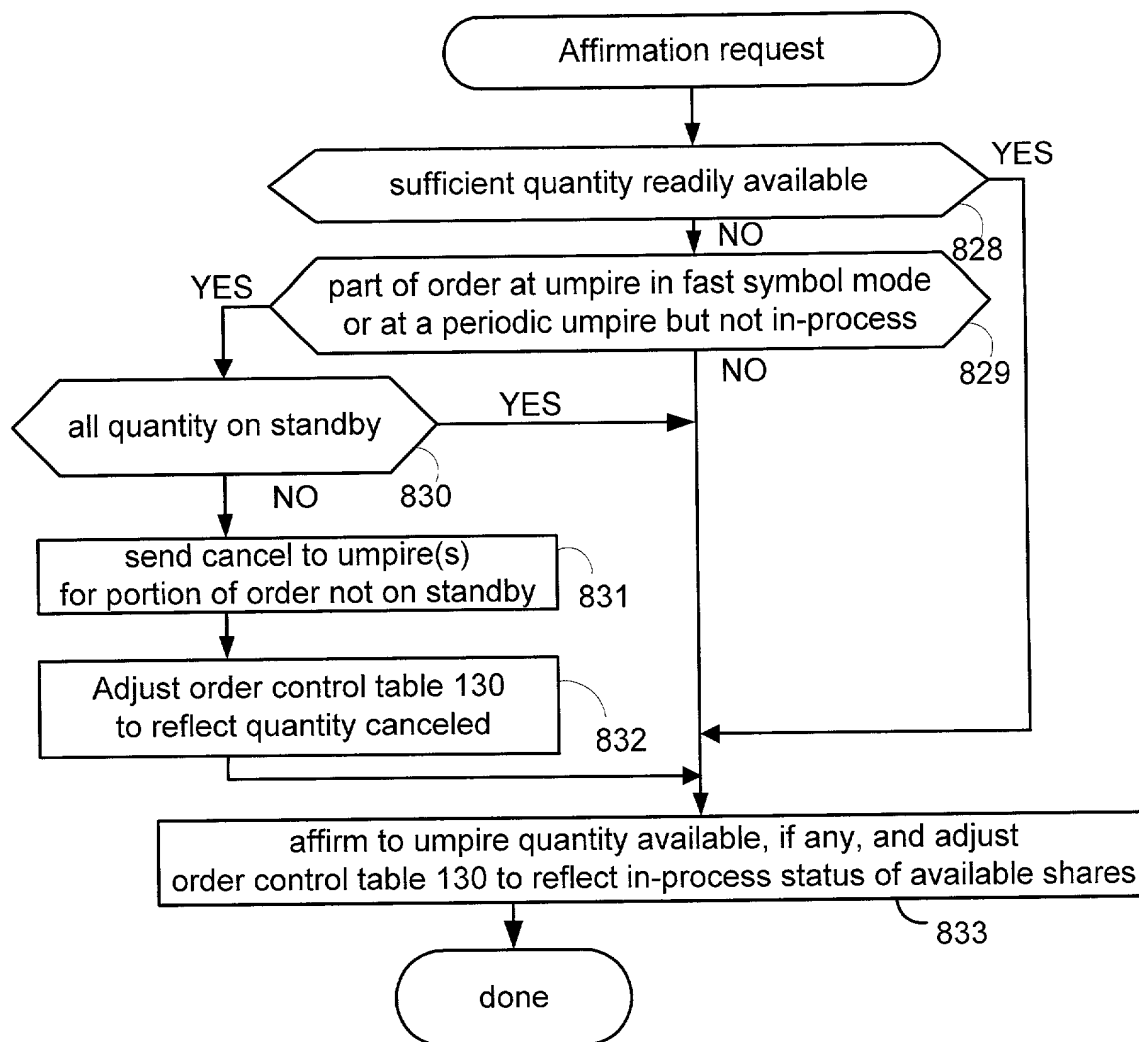 Affirmation request
YES
sufficient quantity readily available
828
NO
YES
part of order at umpire in fast symbol mode
or at a periodic umpire but not in-process
829
NO
all quantity on standby
YES
830
NO
send cancel to umpire(s)
for portion of order not on standby
831
Adjust order control table 130
to reflect quantity canceled
832
affirm to umpire quantity available, if any, and adjust
order control table 130 to reflect in-process status of available shares
833
done